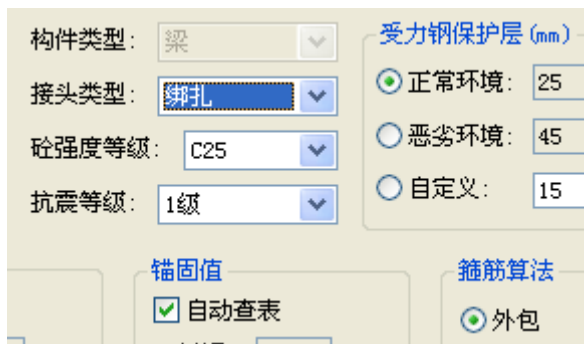 构件类型: 梁
接头类型: 绑扎
砼强度等级: C25
抗震等级: 1级
受力钢保护层(mm)
正常环境: 25
恶劣环境: 45
自定义: 15
锚固值
自动查表
箍筋算法
外包